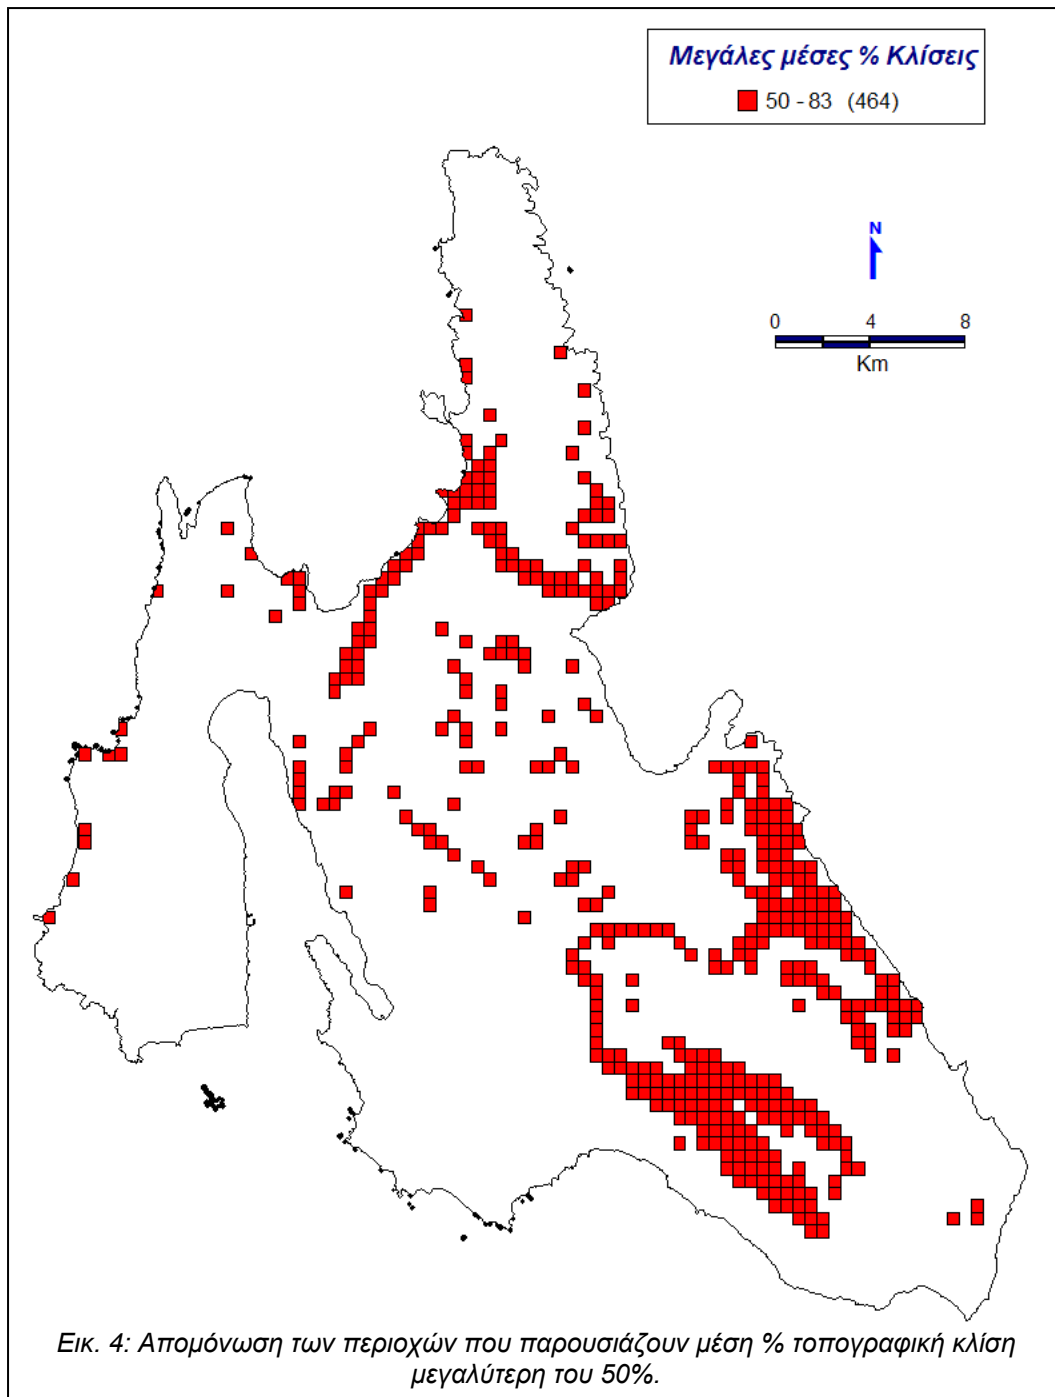 Μεγάλες μέσες % Κλίσεις
50 - 83 (464)
N
0 4 8
Km
Εικ. 4: Απομόνωση των περιοχών που παρουσιάζουν μέση % τοπογραφική κλίση
μεγαλύτερη του 50%.